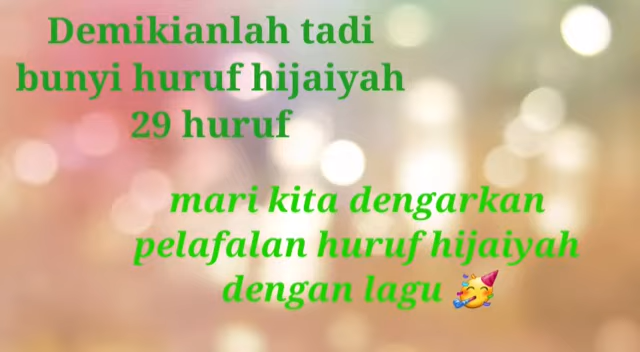 Demikianlah tadi
bunyi huruf hijaiyah
29 huruf
mari kita dengarkan
pelafalan huruf hijaiyah
dengan lagu 🥳